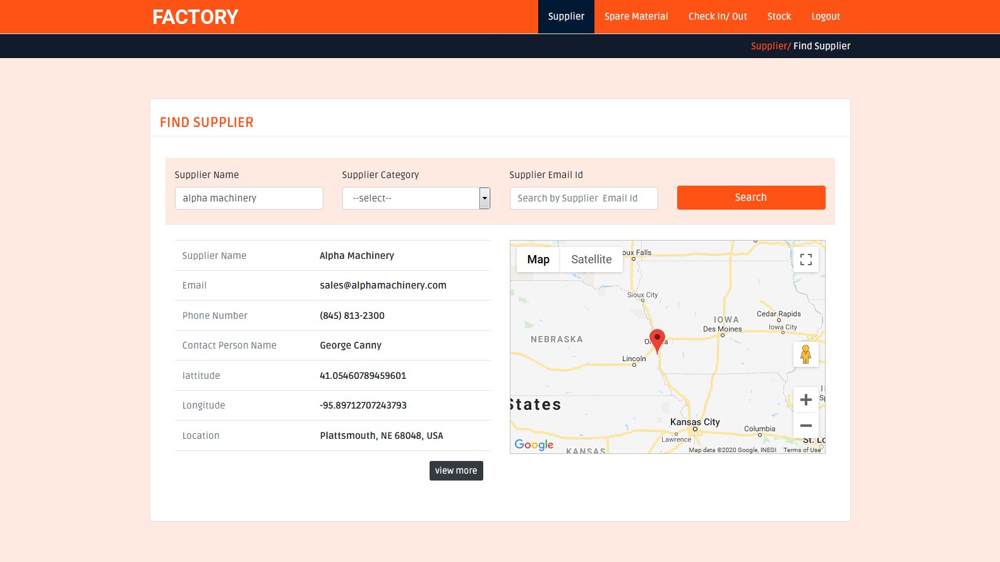 FACTORY
Supplier
Spare Material
Check In/ Out
Stock
Logout
Supplier/ Find Supplier
FIND SUPPLIER
Supplier Name
Supplier Category
Supplier Email Id
alpha machinery
--select--
Search by Supplier  Email Id
Search
Supplier Name Alpha Machinery
Email sales@alphamachinery.com
Phone Number (845) 813-2300
Contact Person Name George Canny
lattitude 41.05460789459601
Longitude -95.89712707243793
Location Plattsmouth, NE 68048, USA
view more
Map
Satellite
oux Falls
Sioux City
Cedar Rapids
IOWA
Iowa City
Des Moines
NEBRASKA
Lincoln
States
Kansas City
Columbia
Lawrence
St. Lo
Google
KANSAS
Map data ©2020 Google, INEGI
Terms of Use